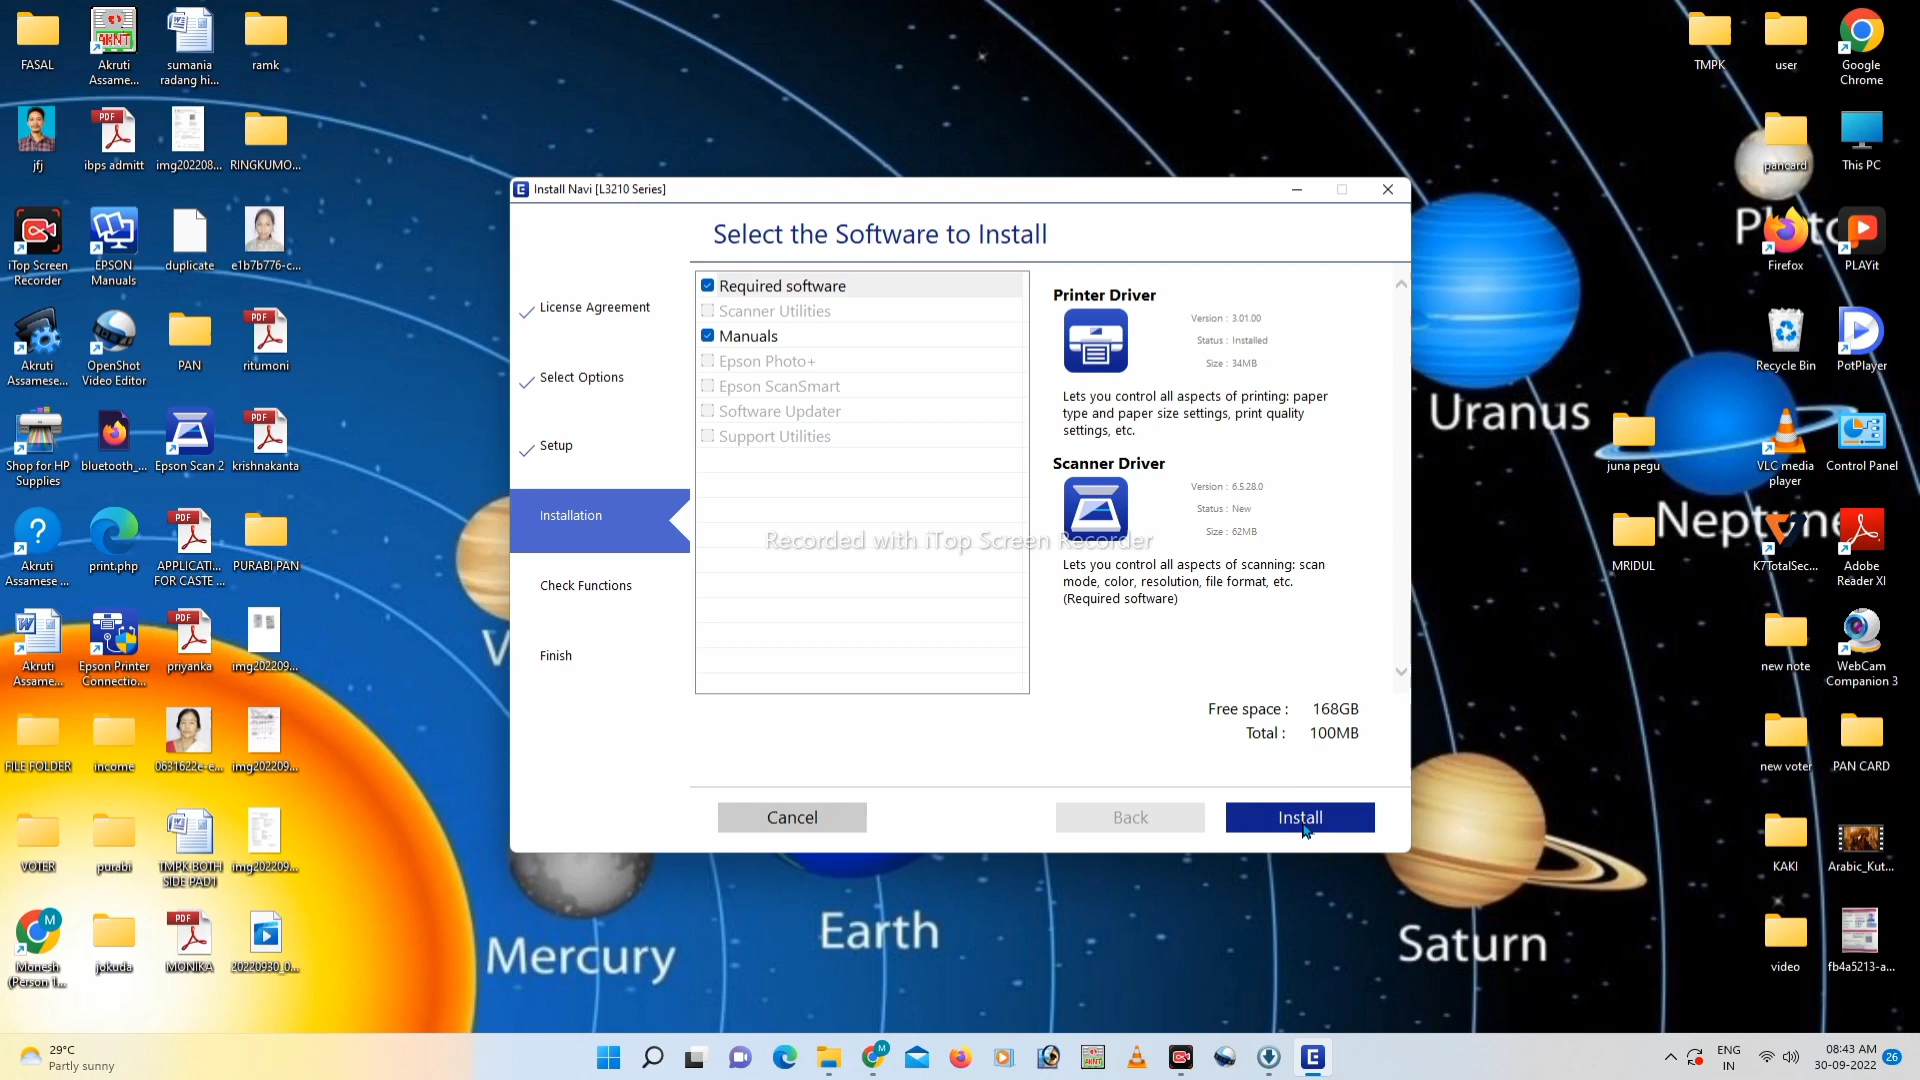 FASAL
Akruti
Assame...
sumania
radang hi...
ramk
TMPK
user
Google
Chrome
jfj
ibps admitt
img202208...
RINGKUMO...
pancard
This PC
iTop Screen
Recorder
EPSON
Manuals
duplicate
e1b7b776-c...
Firefox
PLAYit
Akruti
Assamese...
OpenShot
Video Editor
PAN
ritumoni
Recycle Bin
PotPlayer
Shop for HP
Supplies
bluetooth_...
Epson Scan 2
krishnakanta
juna pegu
VLC media
player
Control Panel
Akruti
Assamese ...
print.php
APPLICATI...
FOR CASTE ...
PURABI PAN
MRIDUL
K7TotalSec...
Adobe
Reader XI
Akruti
Assame...
Epson Printer
Connectio...
priyanka
img202209...
new note
WebCam
Companion 3
FILE FOLDER
income
0631622c-e...
img202209...
new voter
PAN CARD
VOTER
purabi
TMPK BOTH
SIDE PAD1
img202209...
KAKI
Arabic_Kut...
Monesh
(Person 1...
jokuda
MONIKA
20220930_0...
video
fb4a5213-a...
Uranus
Neptune
Mercury
Earth
Saturn
Install Navi [L3210 Series]
Select the Software to Install
License Agreement
Select Options
Setup
Installation
Check Functions
Finish
Required software
Scanner Utilities
Manuals
Epson Photo+
Epson ScanSmart
Software Updater
Support Utilities
Printer Driver
Version : 3.01.00
Status : Installed
Size : 34MB
Lets you control all aspects of printing: paper
type and paper size settings, print quality
settings, etc.
Scanner Driver
Version : 6.5.28.0
Status : New
Size : 62MB
Recorded with iTop Screen Recorder
Lets you control all aspects of scanning: scan
mode, color, resolution, file format, etc.
(Required software)
Free space : 168GB
Total : 100MB
Cancel
Back
Install
29°C
Partly sunny
ENG
IN
08:43 AM
30-09-2022
26